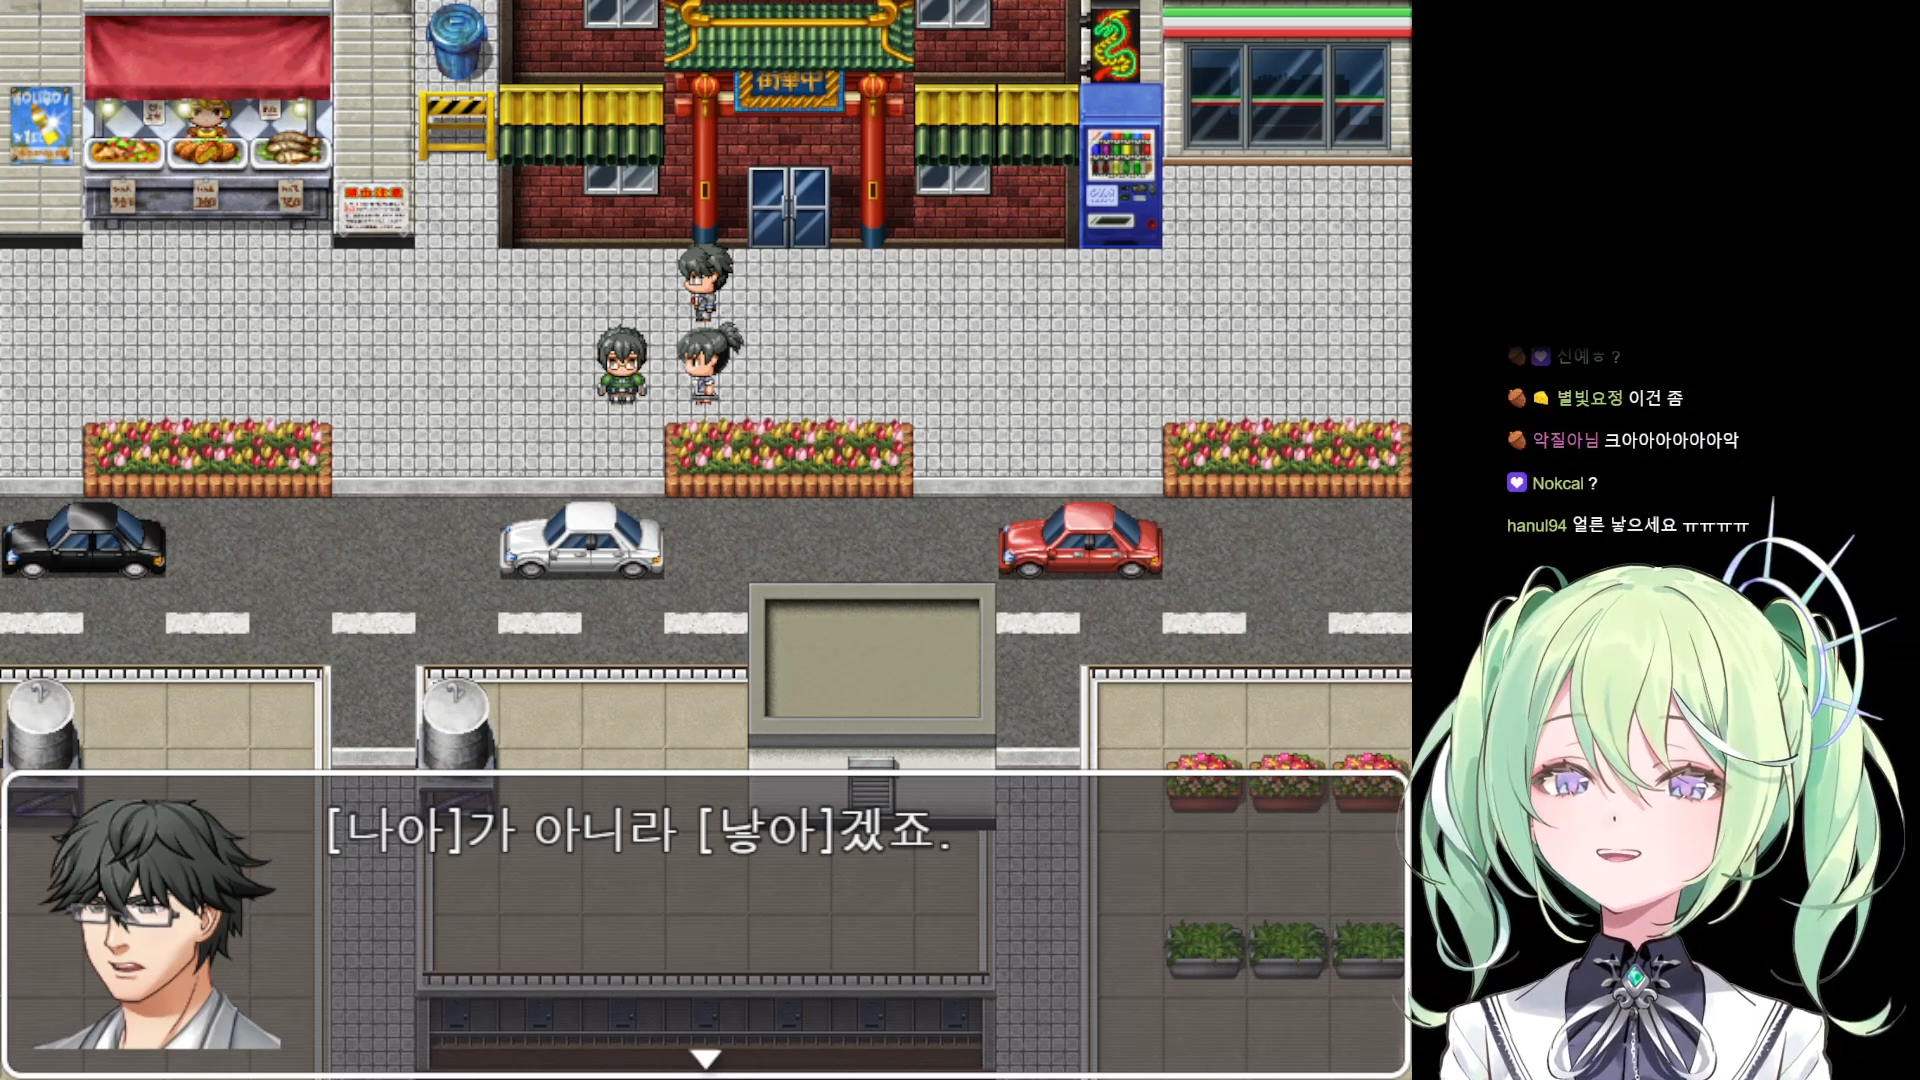 街華中
신예ㅎ ?
별빛요정 이건 좀
악질아님 크아아아아아아악
Nokcal ?
hanul94 얼른 낳으세요 ㅠㅠㅠㅠ
[나아]가 아니라 [낳아]겠죠.